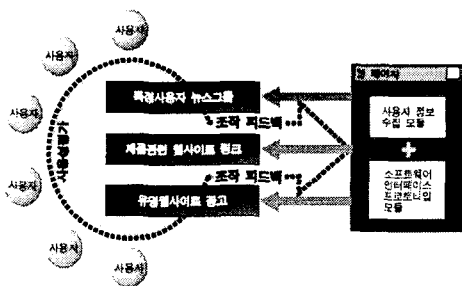 사용자
사용자
사용자
사용자
사용자
사용자
사용성평가
특정사용자 뉴스그룹
조작 피드백
제품관련 웹사이트 링크
조작 피드백
유명웹사이트 광고
웹 페이지
사용자 정보
수집 모듈
+
소프트웨어
인터페이스
프로토타입
모듈